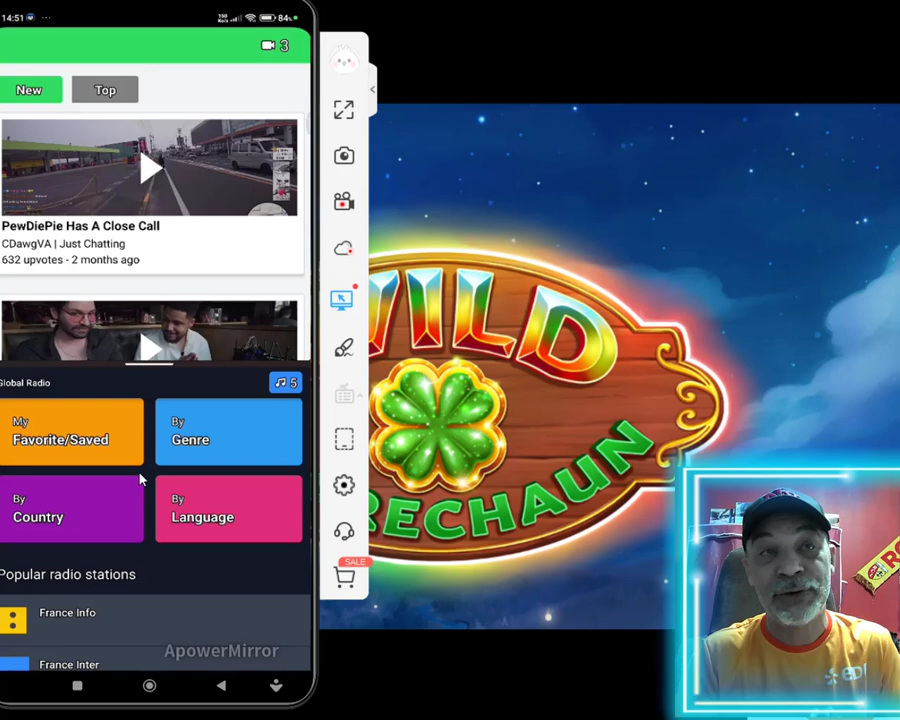 14:51
84%
3
New
Top
PewDiePie Has A Close Call
CDawgVA | Just Chatting
632 upvotes - 2 months ago
Global Radio
5
My
Favorite/Saved
By
Genre
By
Country
By
Language
Popular radio stations
France Info
France Inter
ApowerMirror
SALE
WILD
RECHAUN